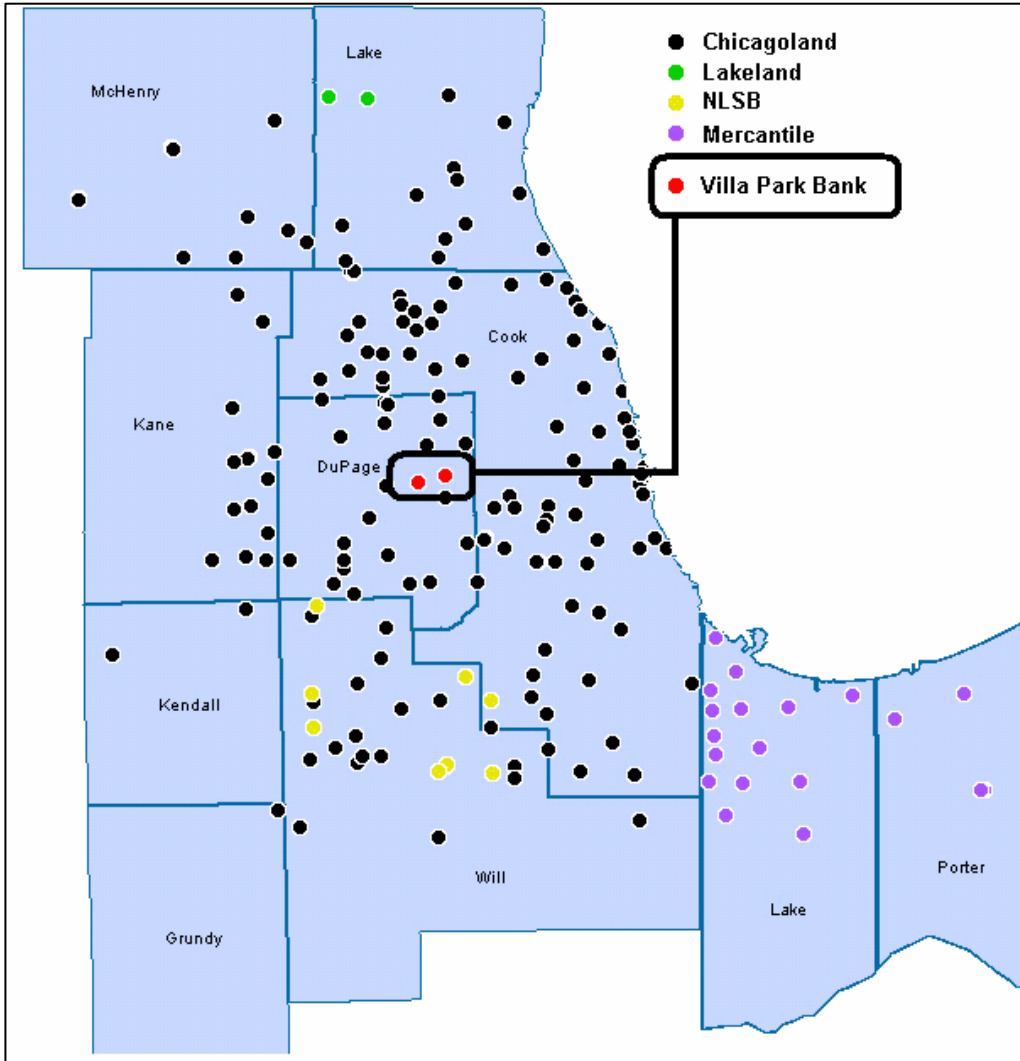 Lake
McHenry
Chicagoland
Lakeland
NLSB
Mercantile
Villa Park Bank
Cook
Kane
DuPage
Kendall
Will
Grundy
Lake
Porter